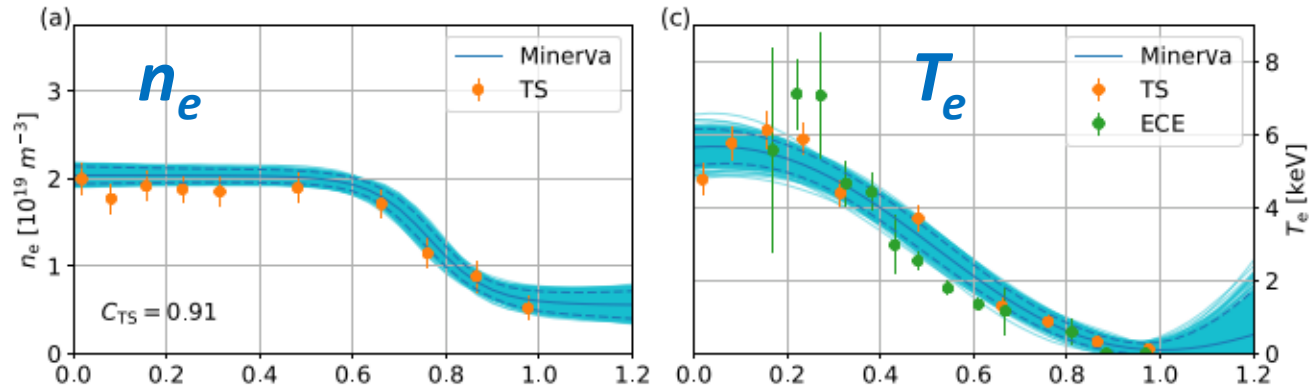 (a)
n_e
Minerva
TS
n_e [10^19 m^−3]
3
2
1
0
C_TS = 0.91
0.0 0.2 0.4 0.6 0.8 1.0 1.2
(c)
T_e
Minerva
TS
ECE
8
6
4
2
0
T_e [keV]
0.0 0.2 0.4 0.6 0.8 1.0 1.2